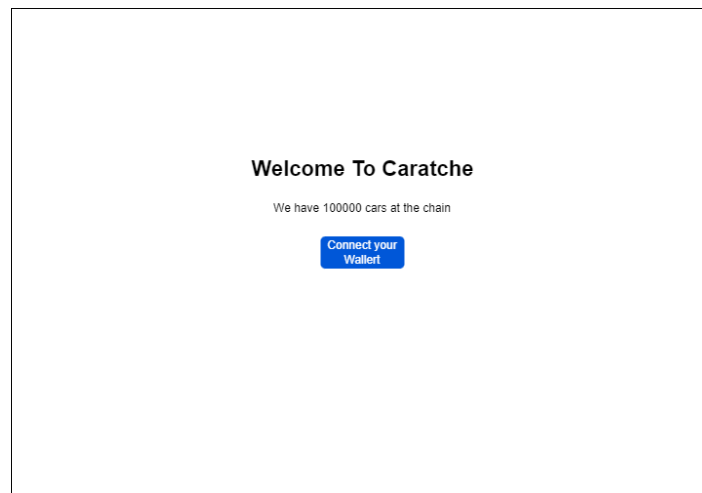 Welcome To Caratche
We have 100000 cars at the chain
Connect your
Wallert